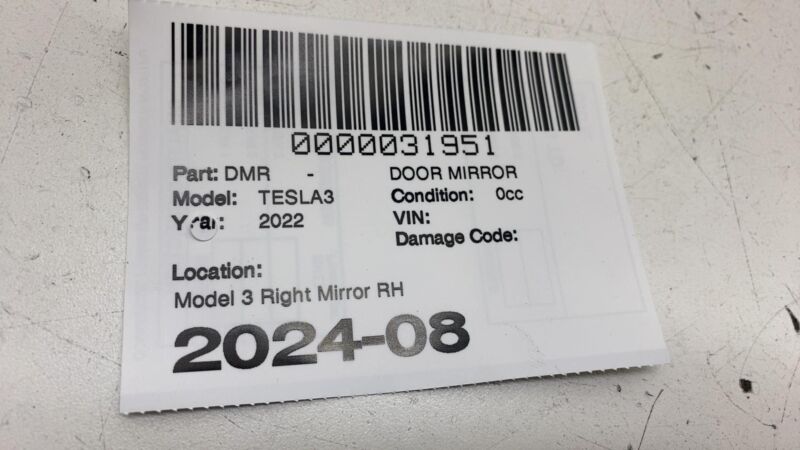 0000031951
Part: DMR - DOOR MIRROR
Model: TESLA3 Condition: 0cc
Year: 2022 VIN:
Damage Code:
Location:
Model 3 Right Mirror RH
2024-08